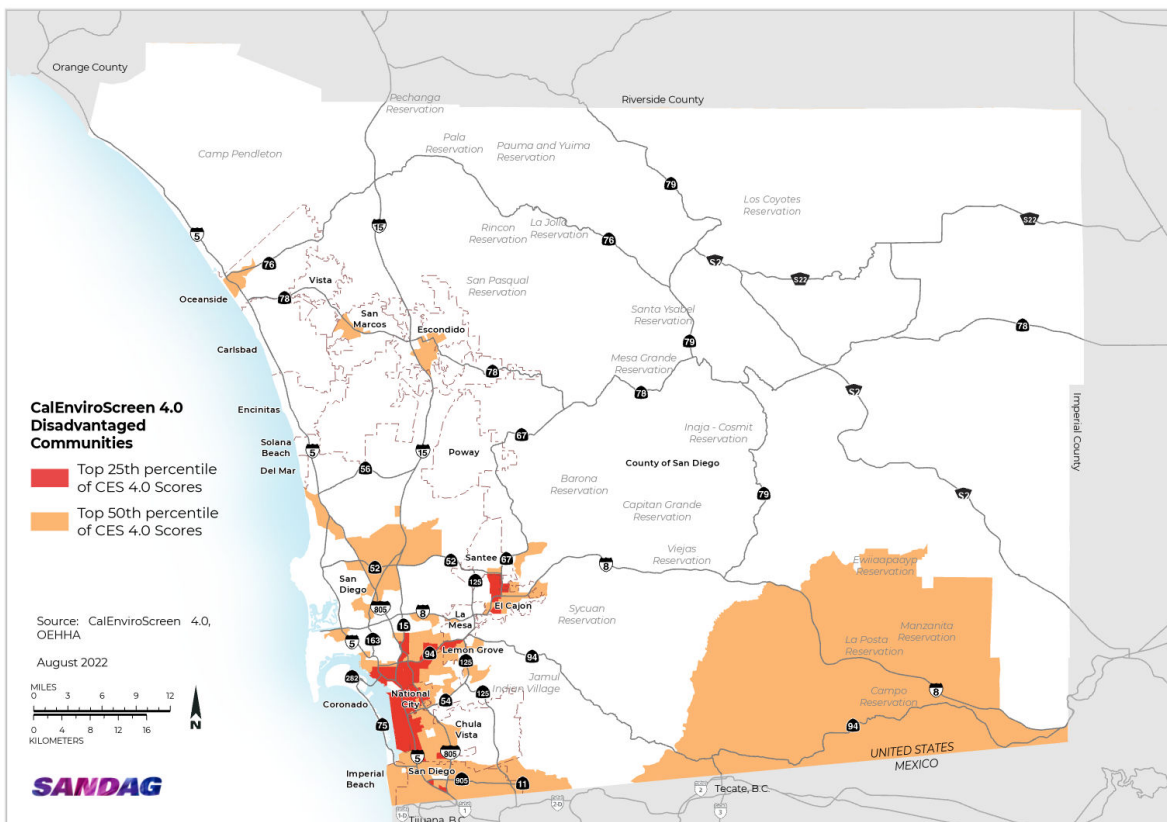 Orange County
Riverside County
Pechanga
Reservation
Pala
Reservation
Pauma and Yuima
Reservation
Camp Pendleton
79
Los Coyotes
Reservation
5
15
Rincon
Reservation
La Jolla
Reservation
76
S22
S2
S22
76
Vista
San Pasqual
Reservation
Oceanside
78
San
Marcos
Escondido
Santa Ysabel
Reservation
78
79
Carlsbad
78
Mesa Grande
Reservation
78
S2
Imperial County
CalEnviroScreen 4.0
Disadvantaged
Communities
Top 25th percentile
of CES 4.0 Scores
Top 50th percentile
of CES 4.0 Scores
Encinitas
Solana
Beach
Del Mar
5
15
56
Poway
67
Inaja - Cosmit
Reservation
County of San Diego
Barona
Reservation
79
S2
Capitan Grande
Reservation
52
52
Santee
67
Viejas
Reservation
8
Ewiiaapaayp
Reservation
San
Diego
125
805
8
El Cajon
Sycuan
Reservation
La
Mesa
15
5
163
94
Lemon Grove
125
94
Manzanita
Reservation
La Posta
Reservation
282
Jamul
Indian Village
National
City
54
125
Campo
Reservation
8
Coronado
75
Chula
Vista
94
5
805
UNITED STATES
MEXICO
Imperial
Beach
San Diego
905
11
Tecate, B.C.
2
3
2-D
1
1-D
Tijuana, B.C.
Source: CalEnviroScreen 4.0,
OEHHA
August 2022
MILES
0 3 6 9 12
0 4 8 12 16
KILOMETERS
N
SANDAG